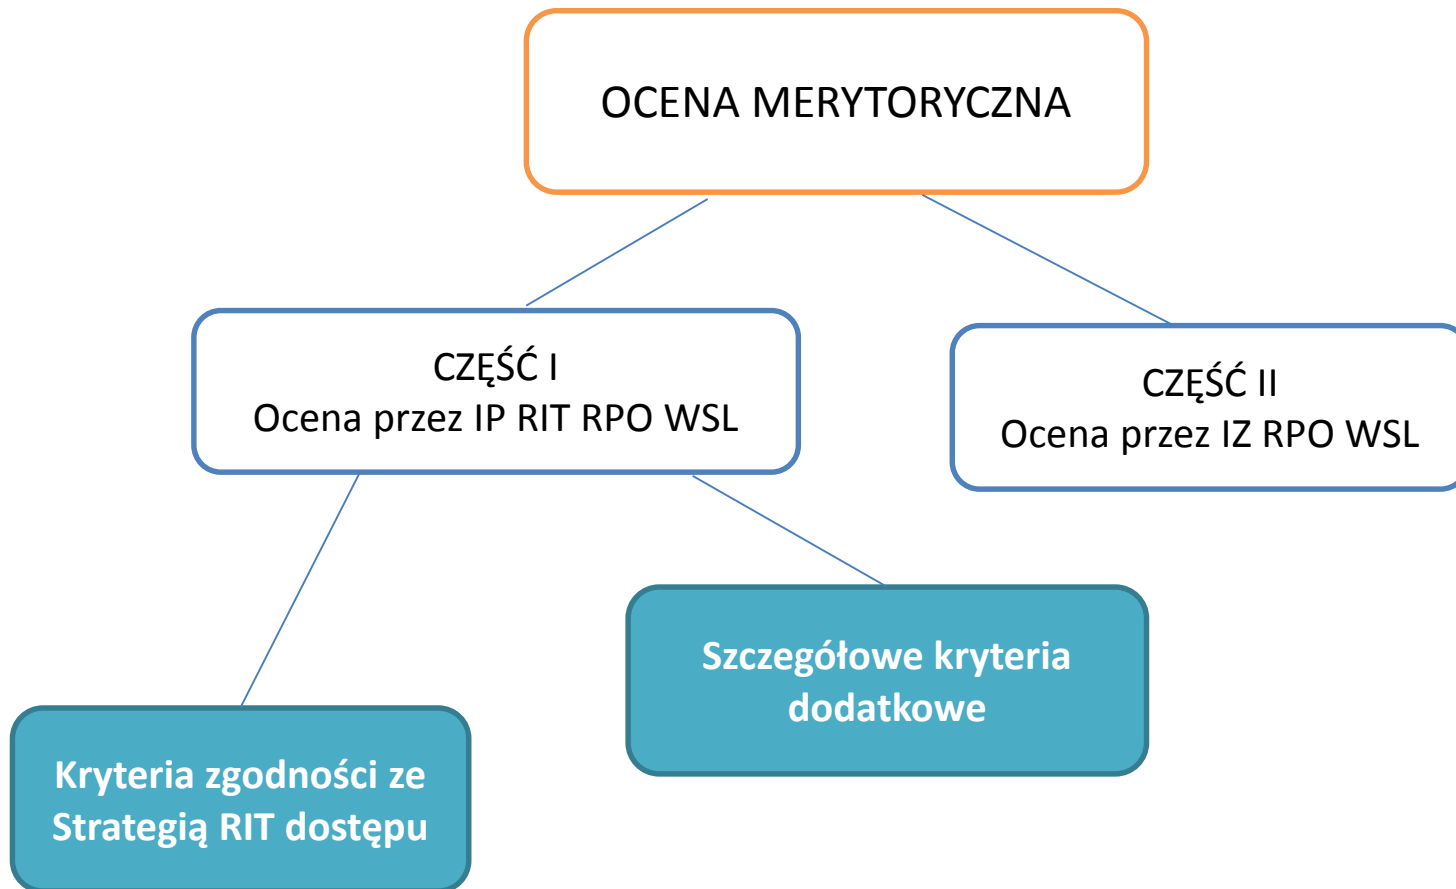 OCENA MERYTORYCZNA
CZĘŚĆ I
Ocena przez IP RIT RPO WSL
CZĘŚĆ II
Ocena przez IZ RPO WSL
Szczegółowe kryteria
dodatkowe
Kryteria zgodności ze
Strategią RIT dostępu